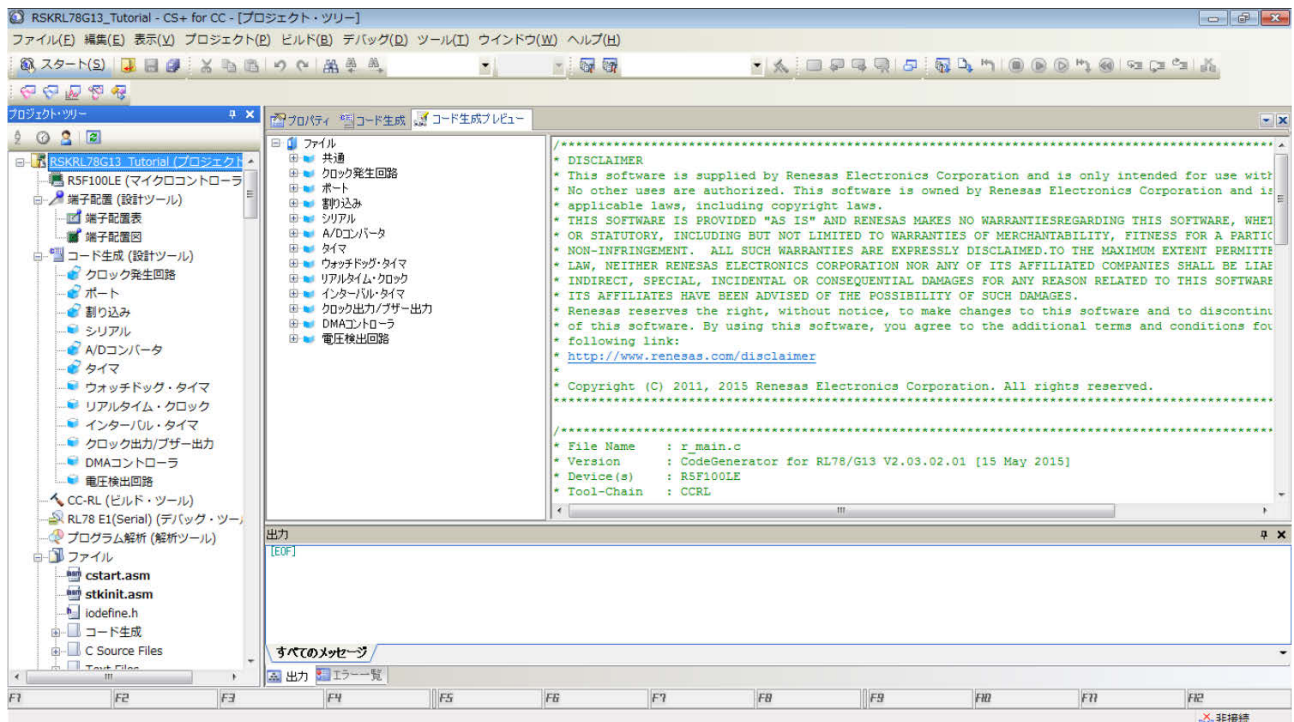 RSKRL78G13_Tutorial - CS+ for CC - [プロジェクト・ツリー]
ファイル(F) 編集(E) 表示(V) プロジェクト(P) ビルド(B) デバッグ(D) ツール(T) ウインドウ(W) ヘルプ(H)
スタート(S)
プロジェクト・ツリー
RSKRL78G13_Tutorial (プロジェクト
R5F100LE (マイクロコントローラ
端子配置 (設計ツール)
端子配置表
端子配置図
コード生成 (設計ツール)
クロック発生回路
ポート
割り込み
シリアル
A/Dコンバータ
タイマ
ウォッチドッグ・タイマ
リアルタイム・クロック
インターバル・タイマ
クロック出力/ブザー出力
DMAコントローラ
電圧検出回路
CC-RL (ビルド・ツール)
RL78 E1(Serial) (デバッグ・ツー
プログラム解析 (解析ツール)
ファイル
cstart.asm
stkinit.asm
iodefine.h
コード生成
C Source Files
Text Files
プロパティ コード生成 コード生成プレビュー
ファイル
共通
クロック発生回路
ポート
割り込み
シリアル
A/Dコンバータ
タイマ
ウォッチドッグ・タイマ
リアルタイム・クロック
インターバル・タイマ
クロック出力/ブザー出力
DMAコントローラ
電圧検出回路
/***********************************************************************
* DISCLAIMER
* This software is supplied by Renesas Electronics Corporation and is only intended for use with
* No other uses are authorized. This software is owned by Renesas Electronics Corporation and is
* applicable laws, including copyright laws.
* THIS SOFTWARE IS PROVIDED "AS IS" AND RENESAS MAKES NO WARRANTIESREGARDING THIS SOFTWARE, WHET
* OR STATUTORY, INCLUDING BUT NOT LIMITED TO WARRANTIES OF MERCHANTABILITY, FITNESS FOR A PARTIC
* NON-INFRINGEMENT. ALL SUCH WARRANTIES ARE EXPRESSLY DISCLAIMED.TO THE MAXIMUM EXTENT PERMITTE
* LAW, NEITHER RENESAS ELECTRONICS CORPORATION NOR ANY OF ITS AFFILIATED COMPANIES SHALL BE LIAB
* INDIRECT, SPECIAL, INCIDENTAL OR CONSEQUENTIAL DAMAGES FOR ANY REASON RELATED TO THIS SOFTWARE
* ITS AFFILIATES HAVE BEEN ADVISED OF THE POSSIBILITY OF SUCH DAMAGES.
* Renesas reserves the right, without notice, to make changes to this software and to discontinu
* of this software. By using this software, you agree to the additional terms and conditions fou
* following link:
* http://www.renesas.com/disclaimer
*
* Copyright (C) 2011, 2015 Renesas Electronics Corporation. All rights reserved.
***********************************************************************
/***********************************************************************
* File Name : r_main.c
* Version : CodeGenerator for RL78/G13 V2.03.02.01 [15 May 2015]
* Device(s) : R5F100LE
* Tool-Chain : CCRL
出力
[EOF]
すべてのメッセージ
出力 エラー一覧
F1 F2 F3 F4 F5 F6 F7 F8 F9 F10 F11 F12
非接続